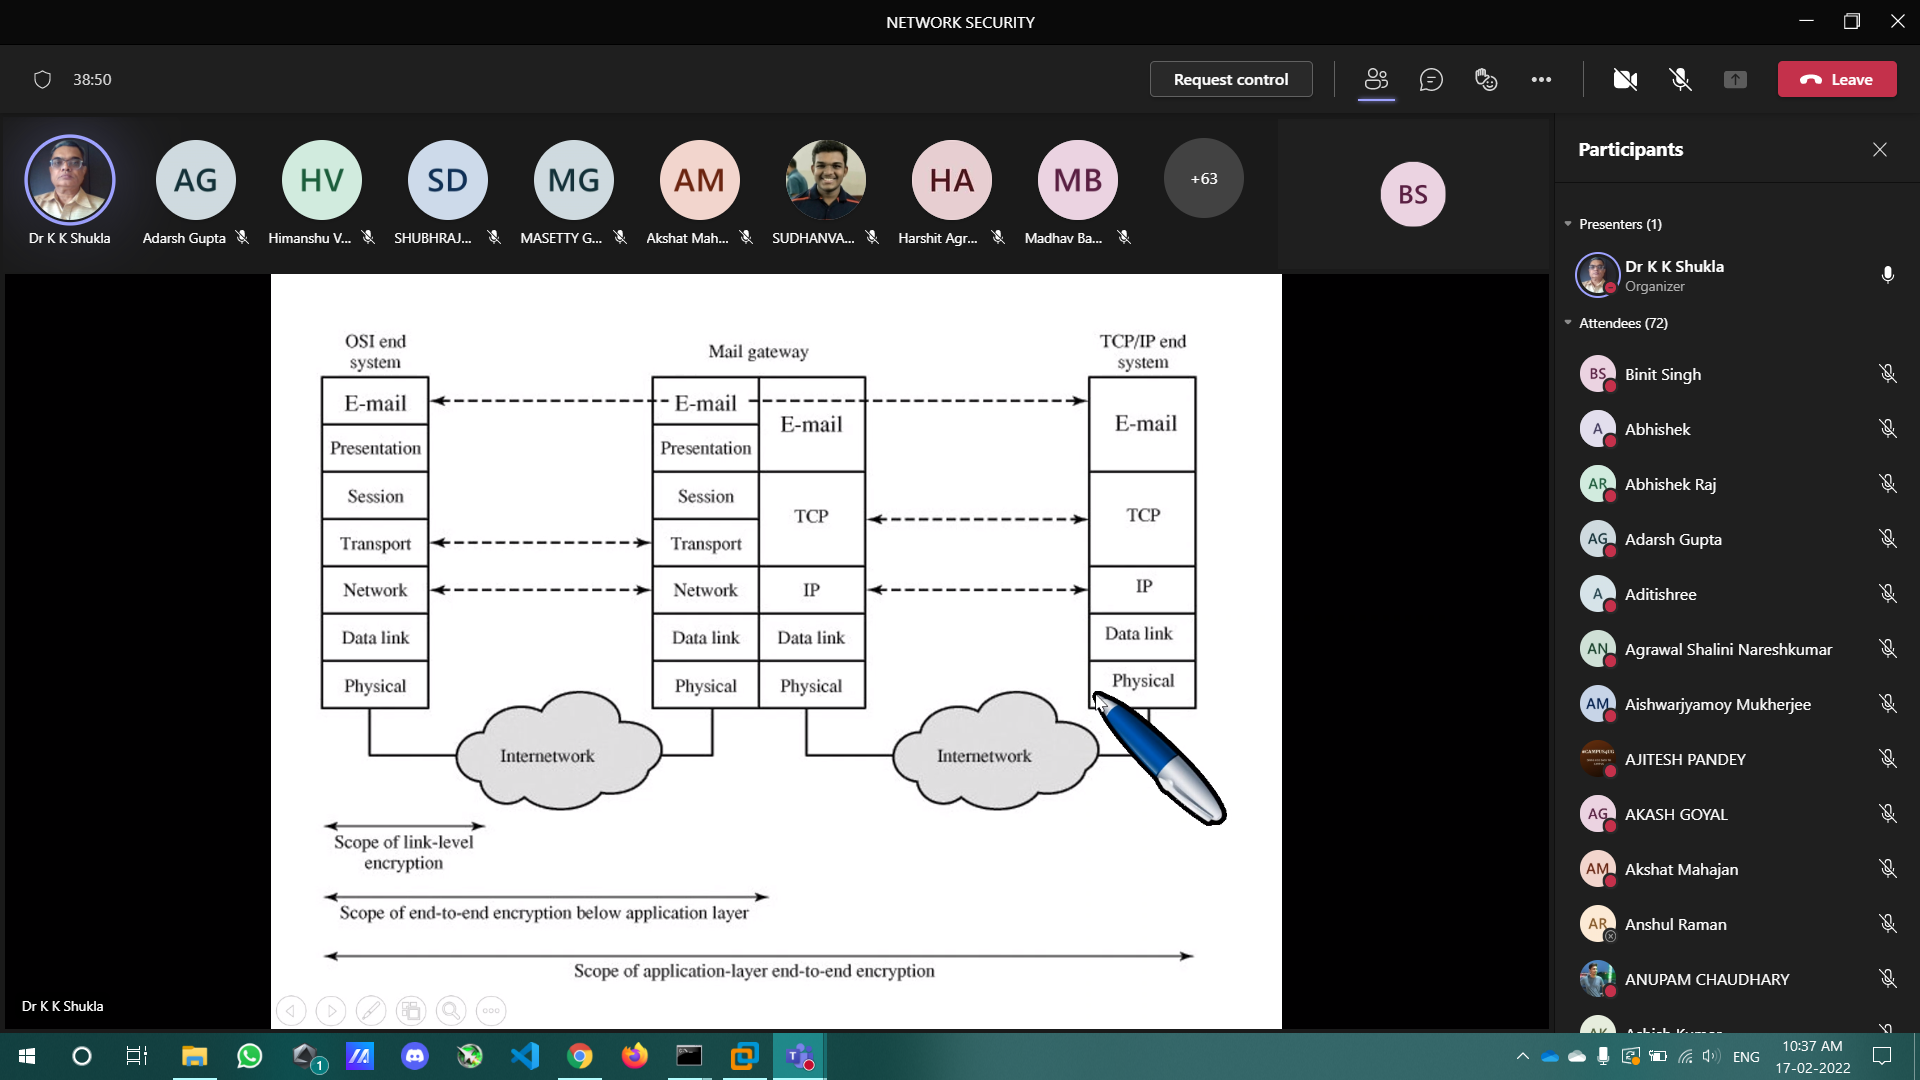 NETWORK SECURITY
38:50
Request control
Leave
AG
HV
SD
MG
AM
HA
MB
+63
BS
Dr K K Shukla
Adarsh Gupta
Himanshu V...
SHUBHRAJ...
MASETTY G...
Akshat Mah...
SUDHANVA...
Harshit Agr...
Madhav Ba...
OSI end
system
Mail gateway
TCP/IP end
system
E-mail
Presentation
Session
Transport
Network
Data link
Physical
E-mail
Presentation
Session
Transport
Network
Data link
Physical
E-mail
TCP
IP
Data link
Physical
E-mail
TCP
IP
Data link
Physical
Internetwork
Internetwork
Scope of link-level
encryption
Scope of end-to-end encryption below application layer
Scope of application-layer end-to-end encryption
Dr K K Shukla
Participants
Presenters (1)
Dr K K Shukla
Organizer
Attendees (72)
BS Binit Singh
A Abhishek
AR Abhishek Raj
AG Adarsh Gupta
A Aditishree
AN Agrawal Shalini Nareshkumar
AM Aishwarjyamoy Mukherjee
AJITESH PANDEY
AG AKASH GOYAL
AM Akshat Mahajan
AR Anshul Raman
ANUPAM CHAUDHARY
1
ENG
10:37 AM
17-02-2022